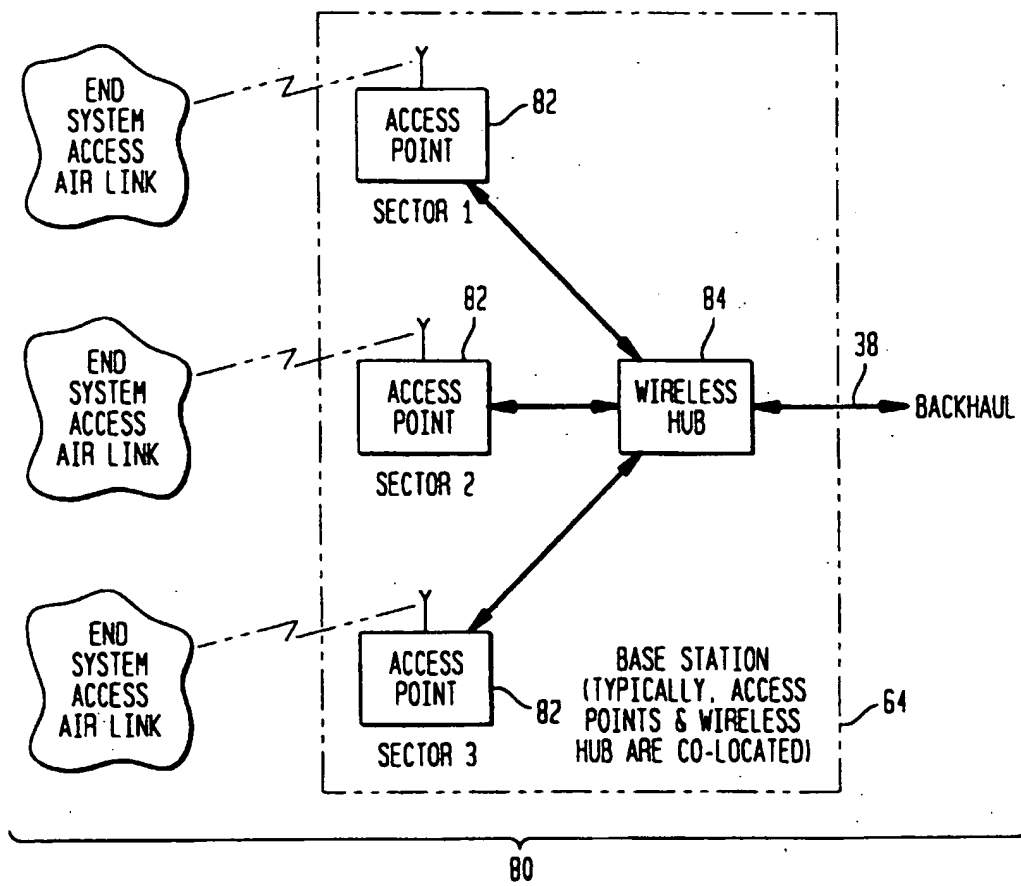 END
SYSTEM
ACCESS
AIR LINK
ACCESS
POINT
82
SECTOR 1
END
SYSTEM
ACCESS
AIR LINK
82
ACCESS
POINT
SECTOR 2
84
WIRELESS
HUB
38
BACKHAUL
END
SYSTEM
ACCESS
AIR LINK
ACCESS
POINT
82
SECTOR 3
BASE STATION
(TYPICALLY, ACCESS
POINTS & WIRELESS
HUB ARE CO-LOCATED)
64
80